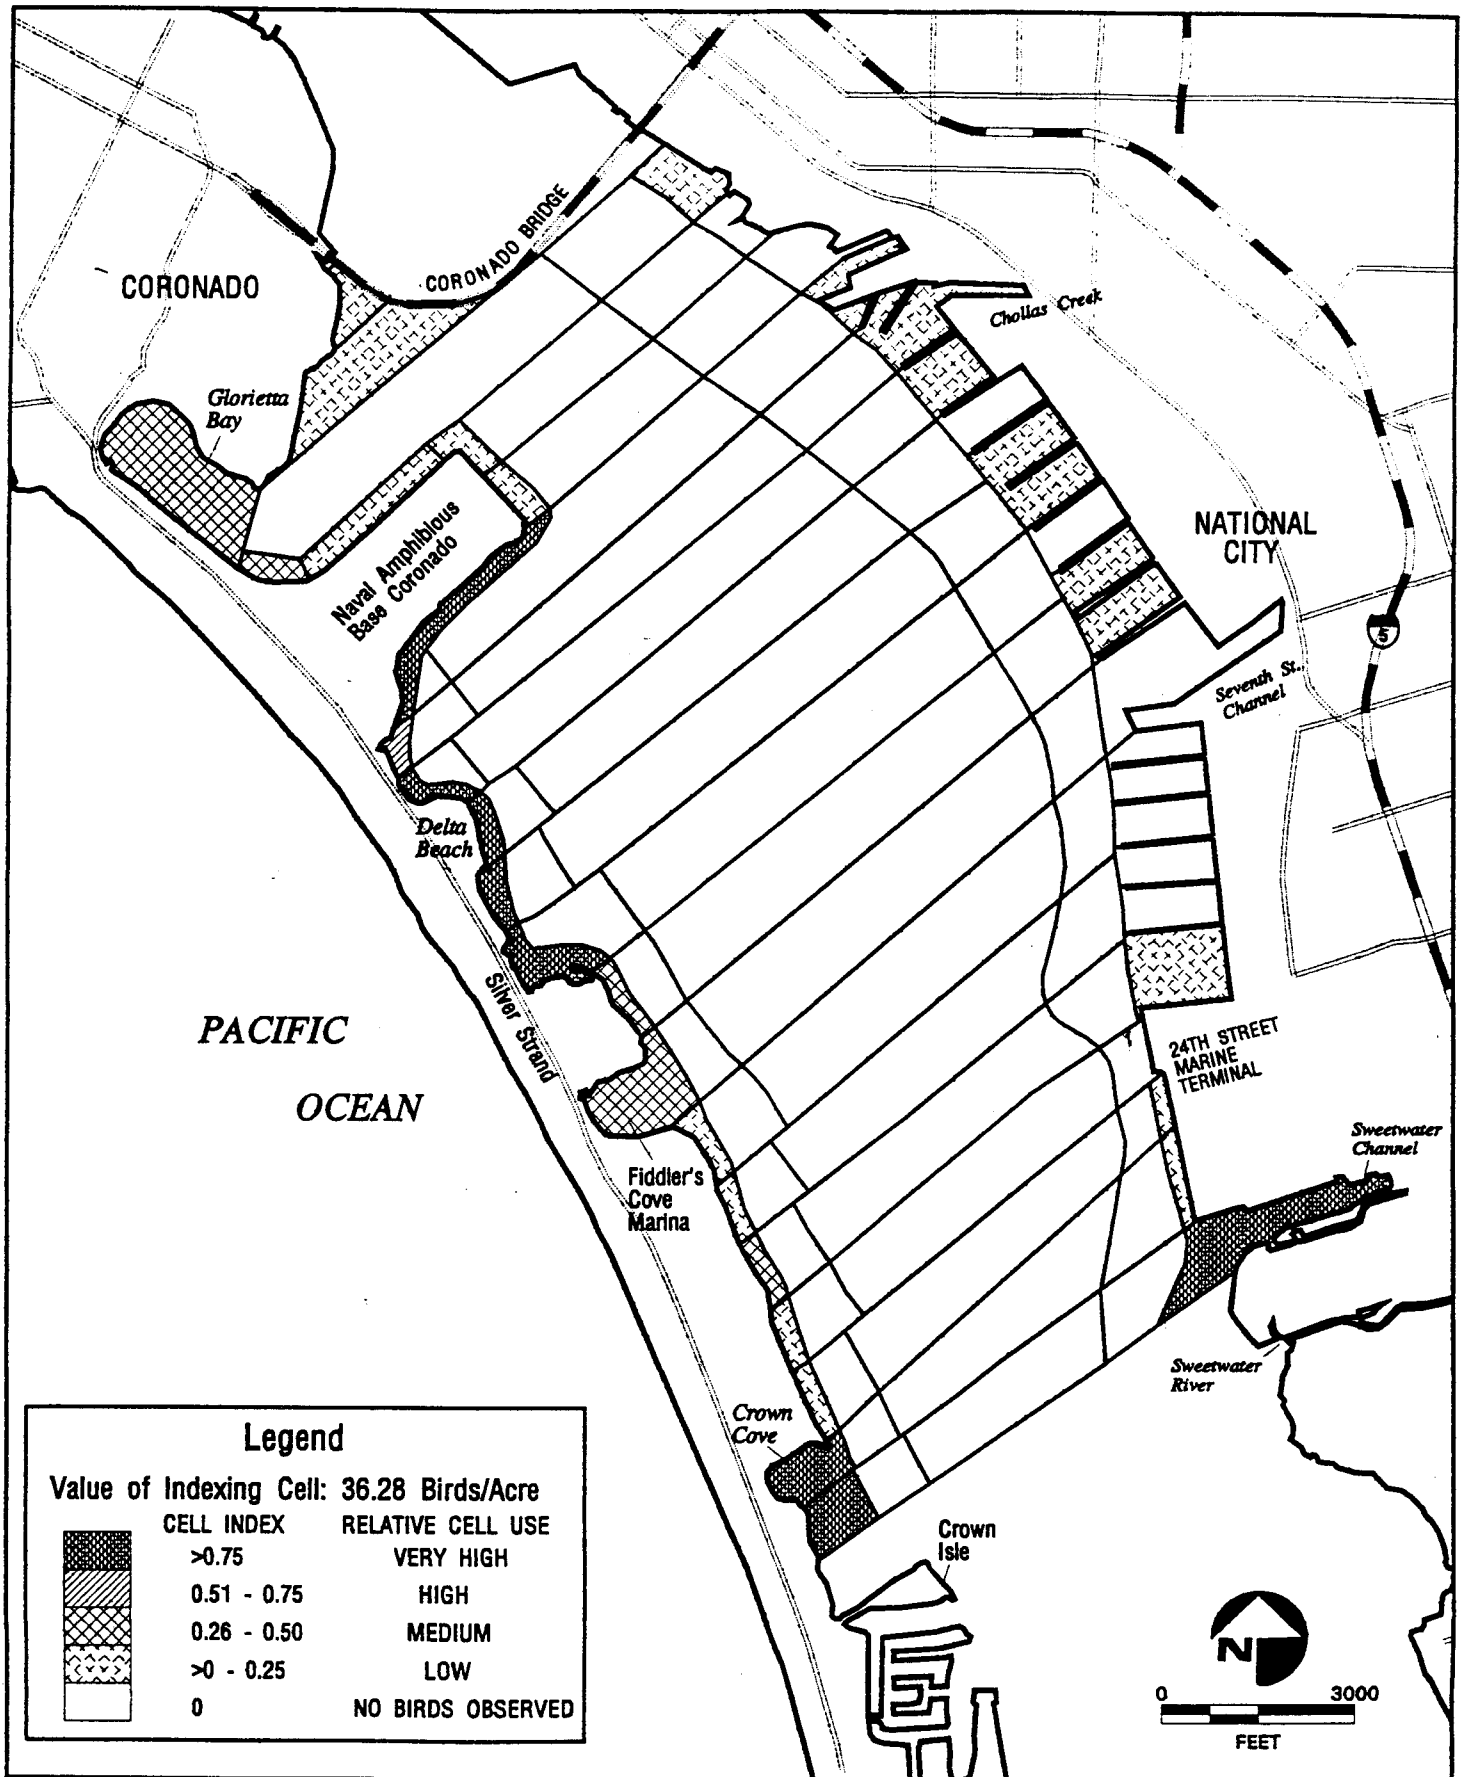 CORONADO BRIDGE
CORONADO
Chollas Creek
Glorietta
Bay
Naval Amphibious
Base Coronado
NATIONAL
CITY
5
Seventh St.
Channel
Delta
Beach
Silver Strand
PACIFIC
OCEAN
24TH STREET
MARINE
TERMINAL
Sweetwater
Channel
Fiddler's
Cove
Marina
Sweetwater
River
Crown
Cove
Crown
Isle
Legend
Value of Indexing Cell: 36.28 Birds/Acre
CELL INDEX RELATIVE CELL USE
>0.75 VERY HIGH
0.51 - 0.75 HIGH
0.26 - 0.50 MEDIUM
>0 - 0.25 LOW
0 NO BIRDS OBSERVED
N
0 3000
FEET